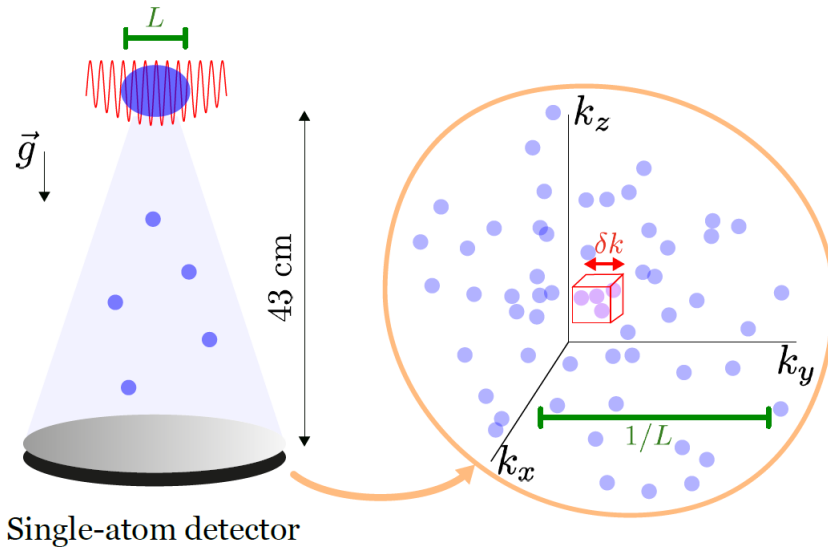 L
g⃗
43 cm
Single-atom detector
k_z
δk
k_y
1/L
k_x